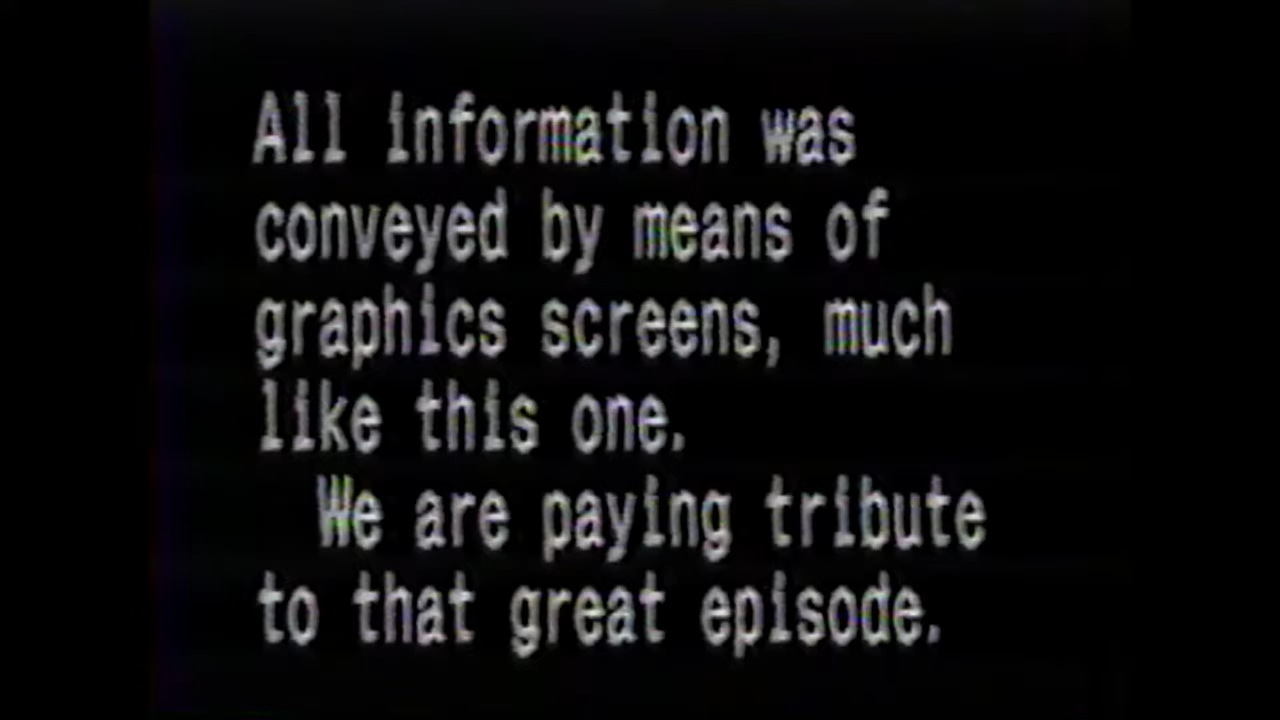 All information was
conveyed by means of
graphics screens, much
like this one.
We are paying tribute
to that great episode.